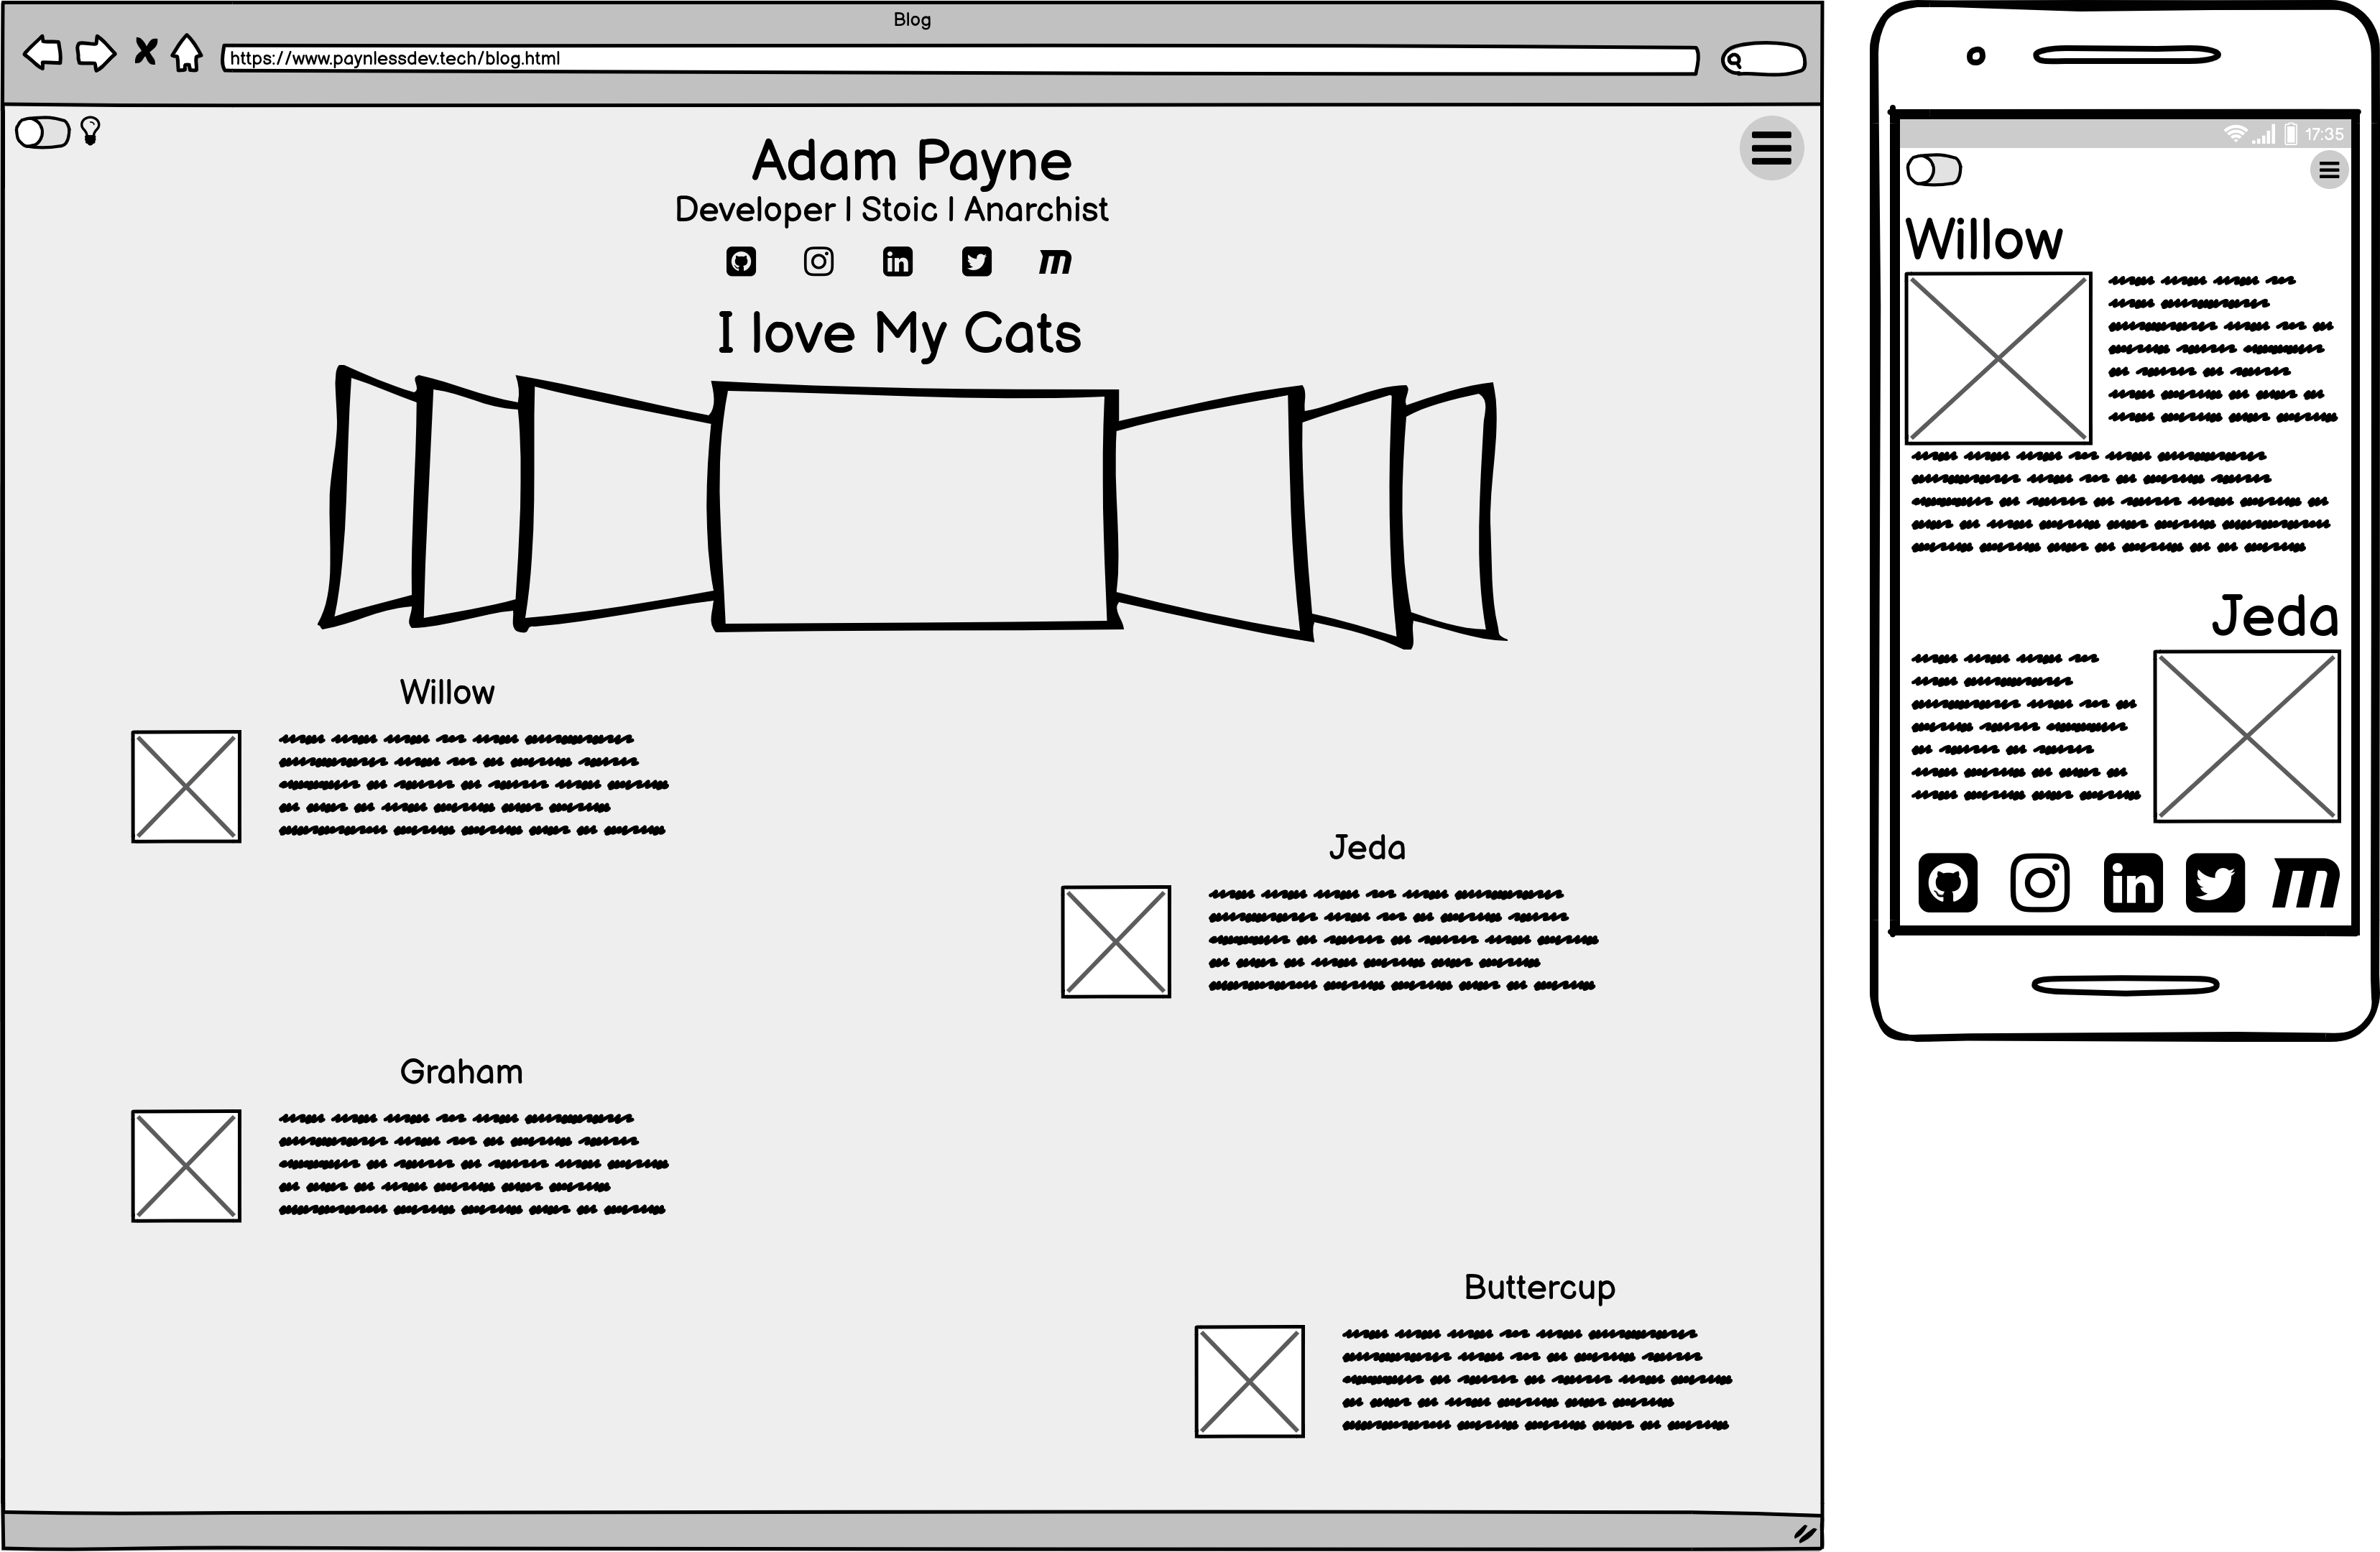 Blog
https://www.paynlessdev.tech/blog.html
Adam Payne
Developer | Stoic | Anarchist
I love My Cats
Willow
Jeda
Graham
Buttercup
17:35
Willow
Jeda